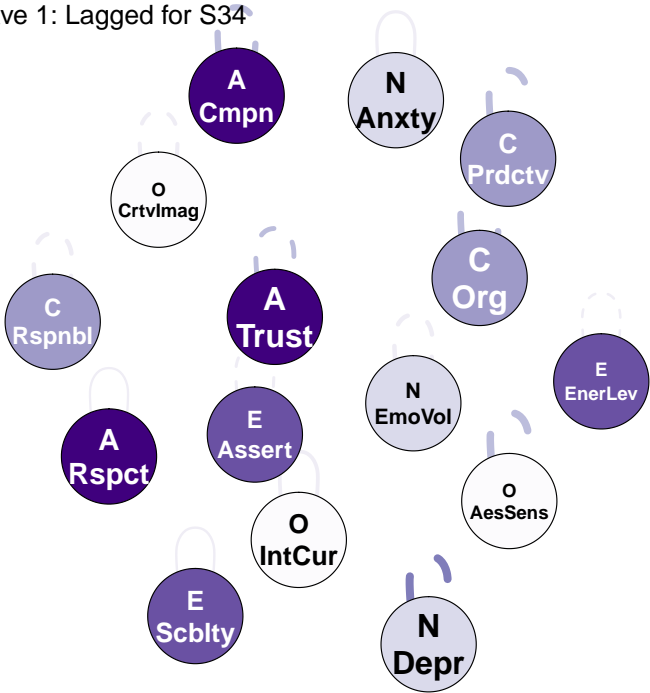 ve 1: Lagged for S34
A
Cmpn
N
Anxty
C
Prdctv
O
CrtvImag
C
Org
A
Trust
C
Rspnbl
E
EnerLev
N
EmoVol
E
Assert
A
Rspct
O
AesSens
O
IntCur
E
Scblty
N
Depr